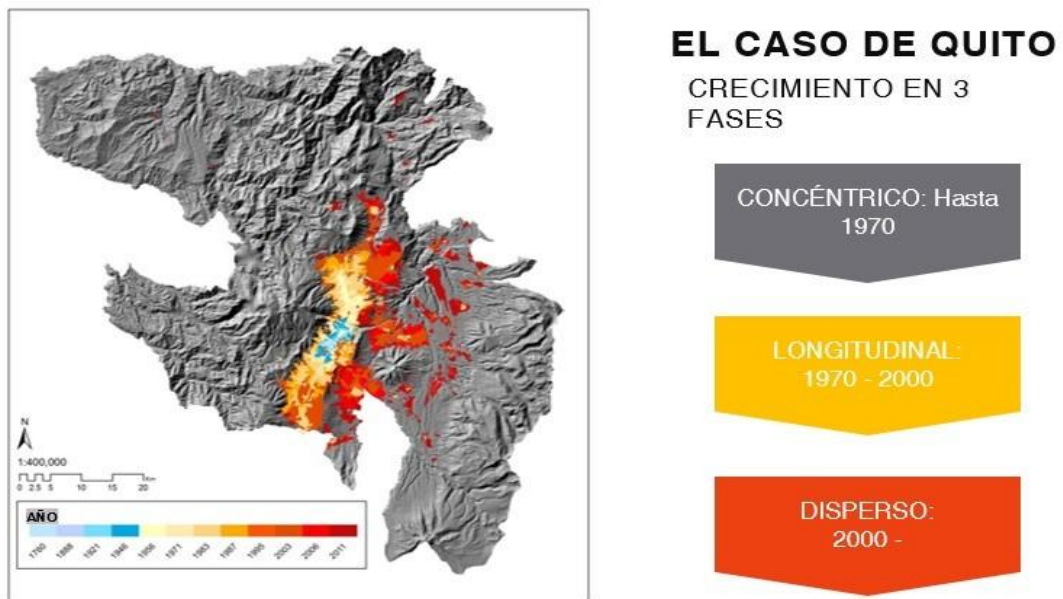 EL CASO DE QUITO
CRECIMIENTO EN 3
FASES
CONCÉNTRICO: Hasta
1970
LONGITUDINAL:
1970 - 2000
DISPERSO:
2000 -
N
1:400,000
0 2.5 5 10 15 20 Km
AÑO
1760 1888 1921 1946 1956 1971 1983 1987 1995 2003 2006 2011